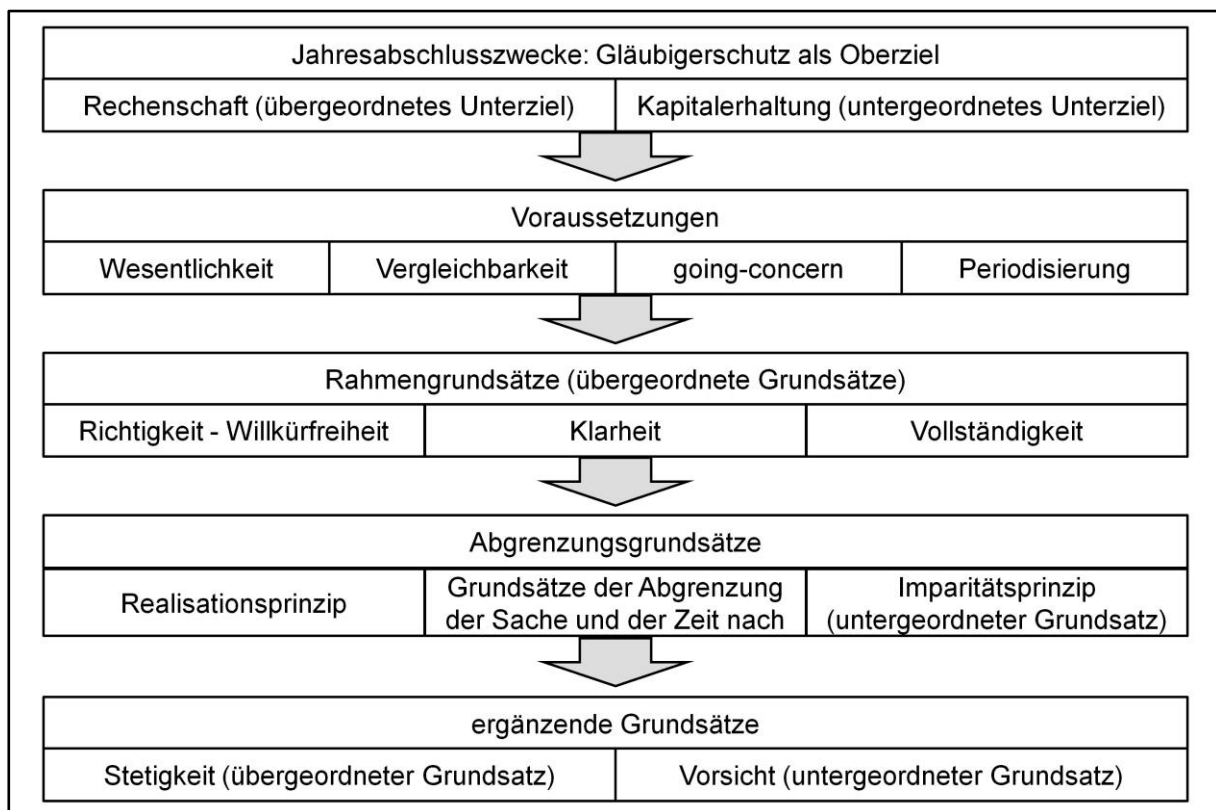 Jahresabschlusszwecke: Gläubigerschutz als Oberziel
Rechenschaft (übergeordnetes Unterziel)
Kapitalerhaltung (untergeordnetes Unterziel)
Voraussetzungen
Wesentlichkeit
Vergleichbarkeit
going-concern
Periodisierung
Rahmengrundsätze (übergeordnete Grundsätze)
Richtigkeit - Willkürfreiheit
Klarheit
Vollständigkeit
Abgrenzungsgrundsätze
Realisationsprinzip
Grundsätze der Abgrenzung
der Sache und der Zeit nach
Imparitätsprinzip
(untergeordneter Grundsatz)
ergänzende Grundsätze
Stetigkeit (übergeordneter Grundsatz)
Vorsicht (untergeordneter Grundsatz)